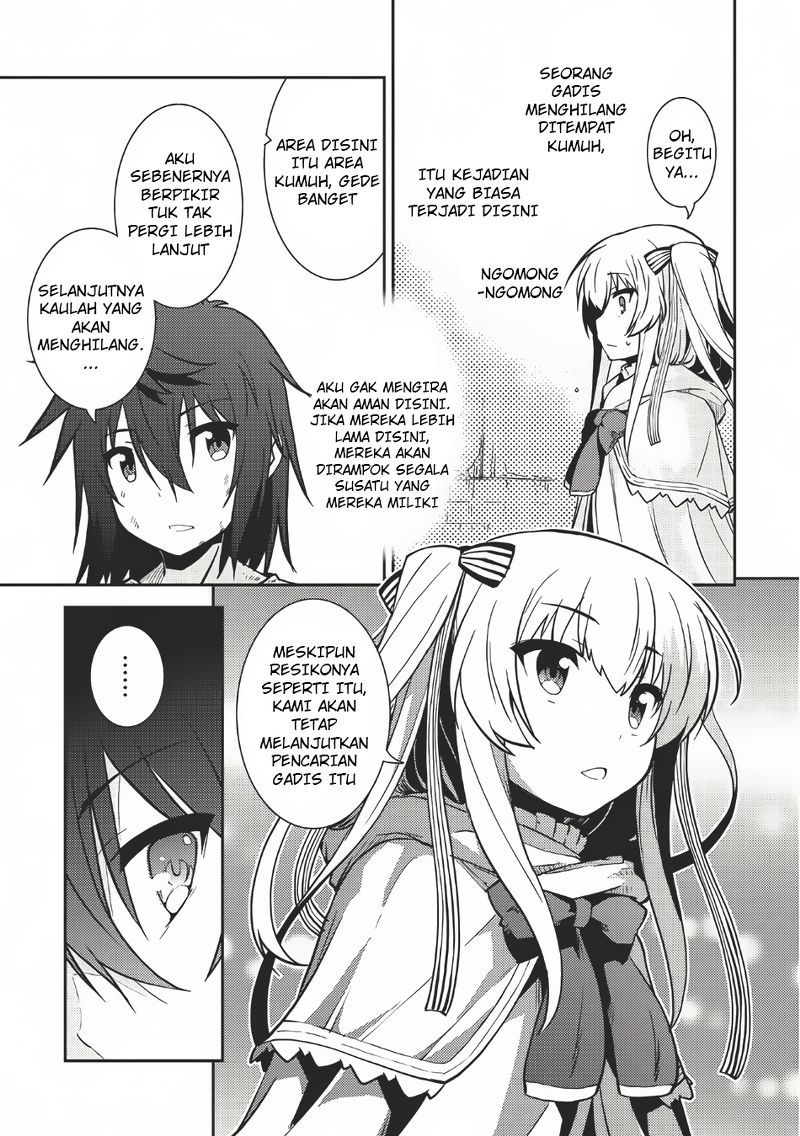 OH,
BEGITU
YA...
SEORANG
GADIS
MENGHILANG
DITEMPAT
KUMUH,
ITU KEJADIAN
YANG BIASA
TERJADI DISINI
NGOMONG
-NGOMONG
AREA DISINI
ITU AREA
KUMUH, GEDE
BANGET
AKU
SEBENERNYA
BERPIKIR
TUK TAK
PERGI LEBIH
LANJUT
SELANJUTNYA
KAULAH YANG
AKAN
MENGHILANG.
...
AKU GAK MENGIRA
AKAN AMAN DISINI.
JIKA MEREKA LEBIH
LAMA DISINI,
MEREKA AKAN
DIRAMPOK SEGALA
SUSATU YANG
MEREKA MILIKI
MESKIPUN
RESIKONYA
SEPERTI ITU,
KAMI AKAN
TETAP
MELANJUTKAN
PENCARIAN
GADIS ITU
......